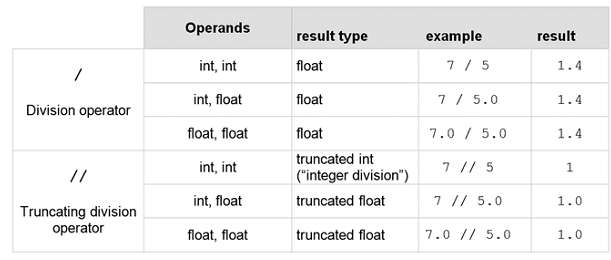 Operands result type example result
/ int, int float 7 / 5 1.4
Division operator int, float float 7 / 5.0 1.4
float, float float 7.0 / 5.0 1.4
// int, int truncated int ("integer division") 7 // 5 1
Truncating division operator int, float truncated float 7 // 5.0 1.0
float, float truncated float 7.0 // 5.0 1.0